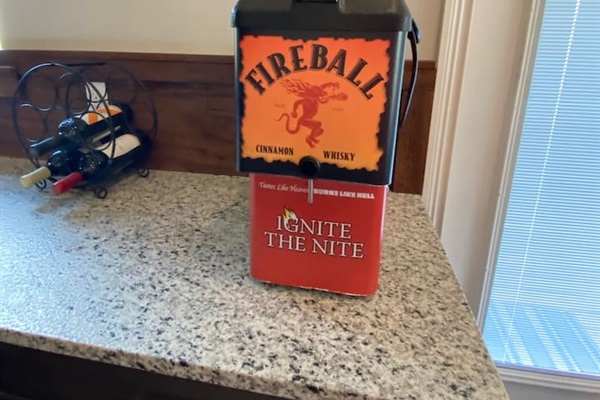 FIREBALL
CINNAMON WHISKY
Tastes Like Heaven BURNS LIKE HELL
IGNITE
THE NITE